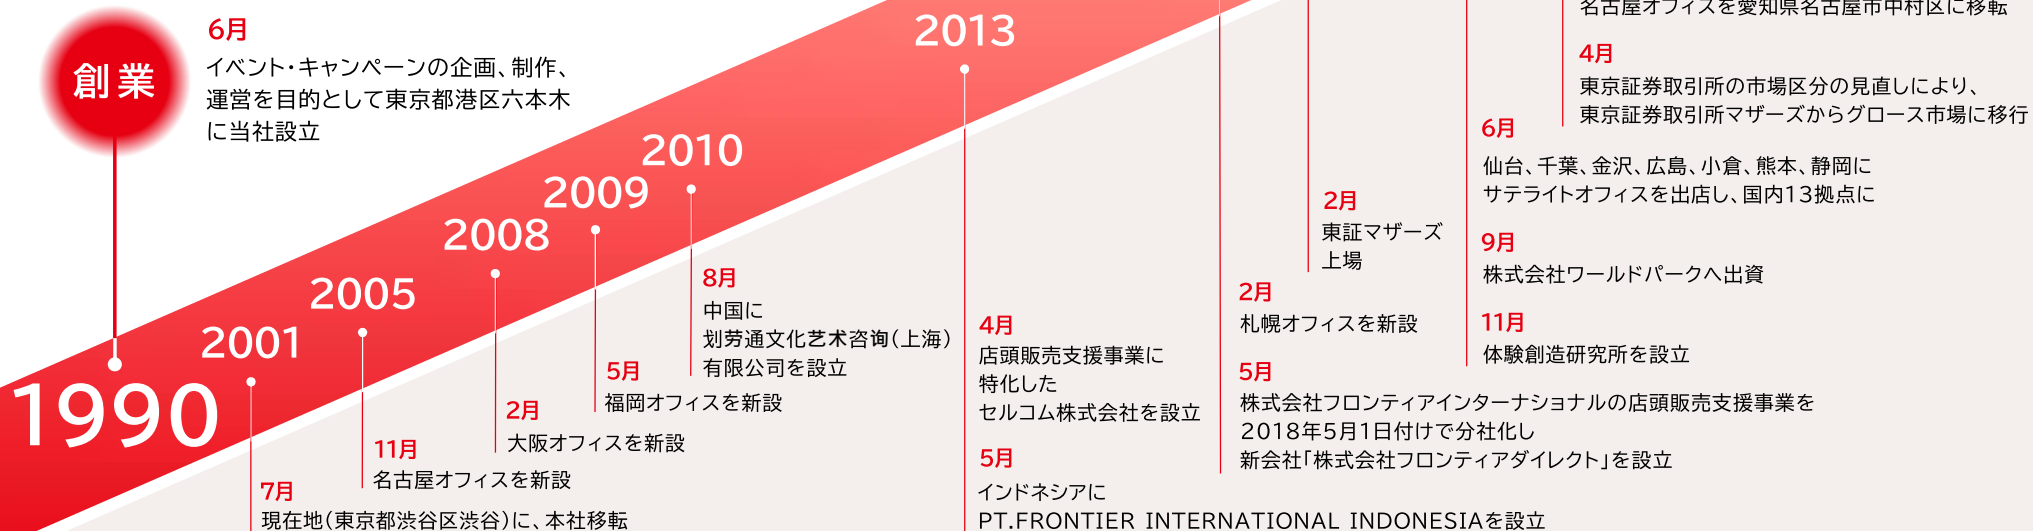 創業
6月
イベント・キャンペーンの企画、制作、
運営を目的として東京都港区六本木
に当社設立
1990
2001
7月
現在地(東京都渋谷区渋谷)に、本社移転
2005
11月
名古屋オフィスを新設
2008
2月
大阪オフィスを新設
2009
5月
福岡オフィスを新設
2010
8月
中国に
划劳通文化艺术咨询(上海)
有限公司を設立
2013
4月
店頭販売支援事業に
特化した
セルコム株式会社を設立
5月
インドネシアに
PT.FRONTIER INTERNATIONAL INDONESIAを設立
2月
札幌オフィスを新設
5月
株式会社フロンティアインターナショナルの店頭販売支援事業を
2018年5月1日付けで分社化し
新会社「株式会社フロンティアダイレクト」を設立
2月
東証マザーズ
上場
6月
仙台、千葉、金沢、広島、小倉、熊本、静岡に
サテライトオフィスを出店し、国内13拠点に
9月
株式会社ワールドパークへ出資
11月
体験創造研究所を設立
名古屋オフィスを愛知県名古屋市中村区に移転
4月
東京証券取引所の市場区分の見直しにより、
東京証券取引所マザーズからグロース市場に移行